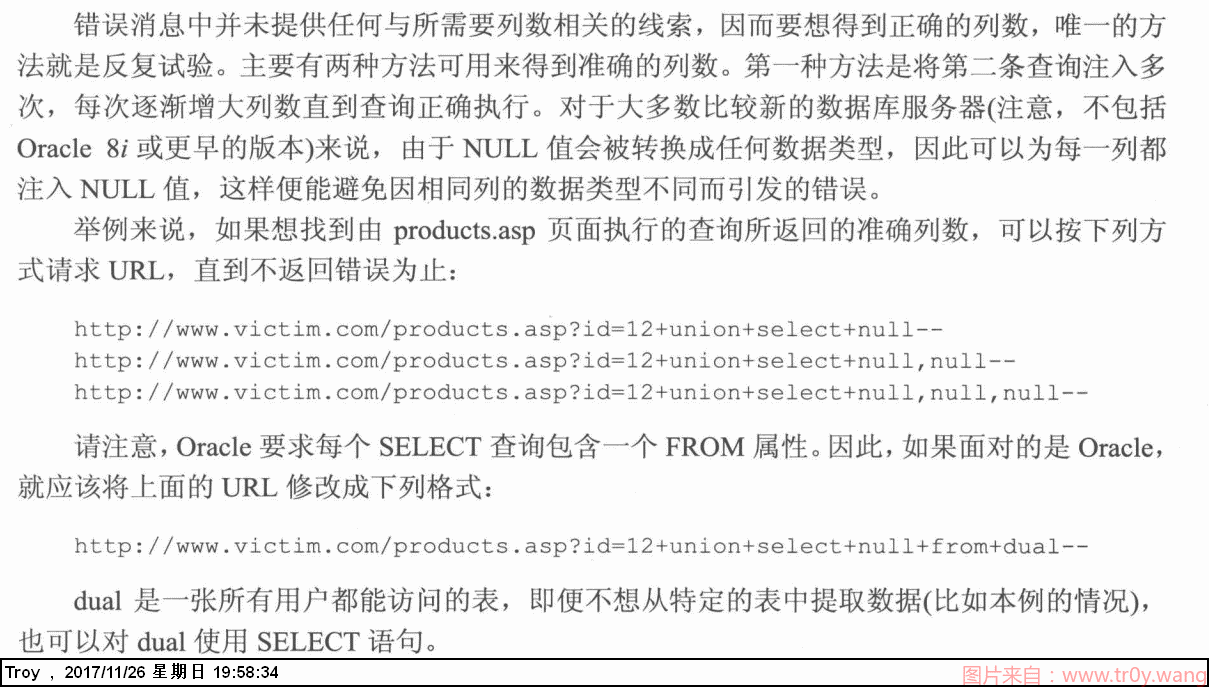 错误消息中并未提供任何与所需要列数相关的线索，因而要想得到正确的列数，唯一的方
法就是反复试验。主要有两种方法可用来得到准确的列数。第一种方法是将第二条查询注入多
次，每次逐渐增大列数直到查询正确执行。对于大多数比较新的数据库服务器(注意，不包括
Oracle 8i 或更早的版本)来说，由于 NULL 值会被转换成任何数据类型，因此可以为每一列都
注入 NULL 值，这样便能避免因相同列的数据类型不同而引发的错误。
举例来说，如果想找到由 products.asp 页面执行的查询所返回的准确列数，可以按下列方
式请求 URL，直到不返回错误为止：
http://www.victim.com/products.asp?id=12+union+select+null--
http://www.victim.com/products.asp?id=12+union+select+null,null--
http://www.victim.com/products.asp?id=12+union+select+null,null,null--
请注意，Oracle 要求每个 SELECT 查询包含一个 FROM 属性。因此，如果面对的是 Oracle，
就应该将上面的 URL 修改成下列格式：
http://www.victim.com/products.asp?id=12+union+select+null+from+dual--
dual 是一张所有用户都能访问的表，即便不想从特定的表中提取数据(比如本例的情况)，
也可以对 dual 使用 SELECT 语句。
Troy , 2017/11/26 星期日 19:58:34
图片来自：www.tr0y.wang